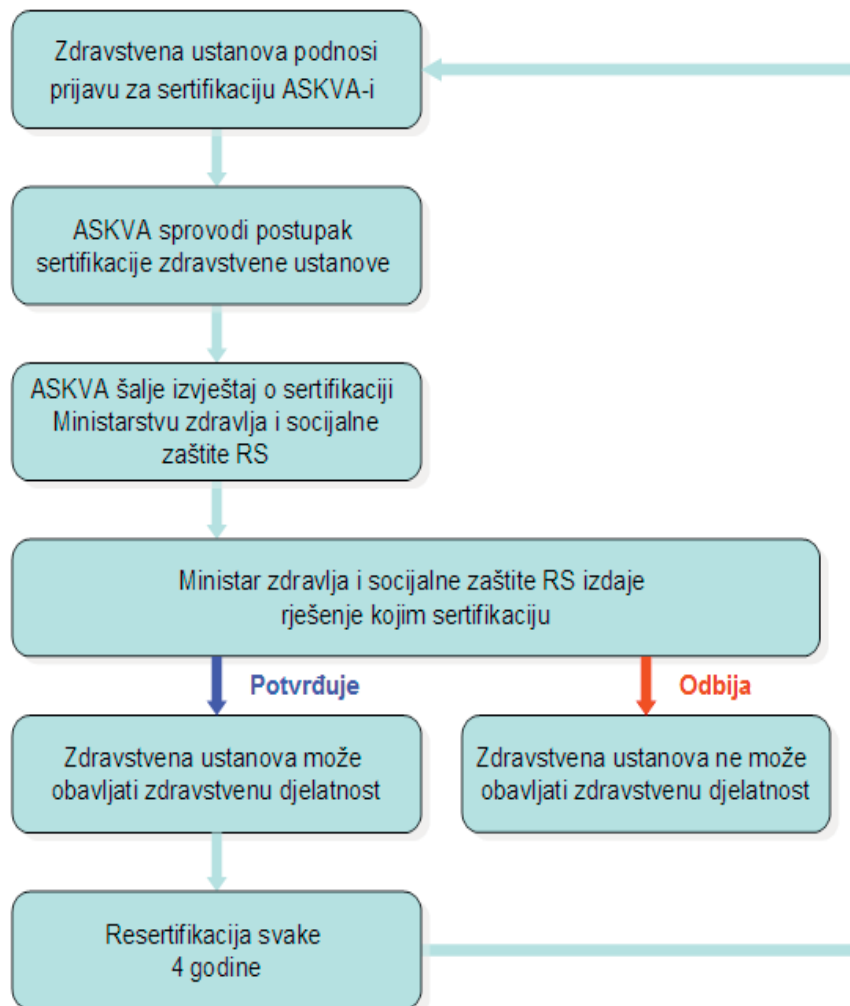 Zdravstvena ustanova podnosi
prijavu za sertifikaciju ASKVA-i
ASKVA sprovodi postupak
sertifikacije zdravstvene ustanove
ASKVA šalje izvještaj o sertifikaciji
Ministarstvu zdravlja i socijalne
zaštite RS
Ministar zdravlja i socijalne zaštite RS izdaje
rješenje kojim sertifikaciju
Potvrđuje
Odbija
Zdravstvena ustanova može
obavljati zdravstvenu djelatnost
Zdravstvena ustanova ne može
obavljati zdravstvenu djelatnost
Resertifikacija svake
4 godine